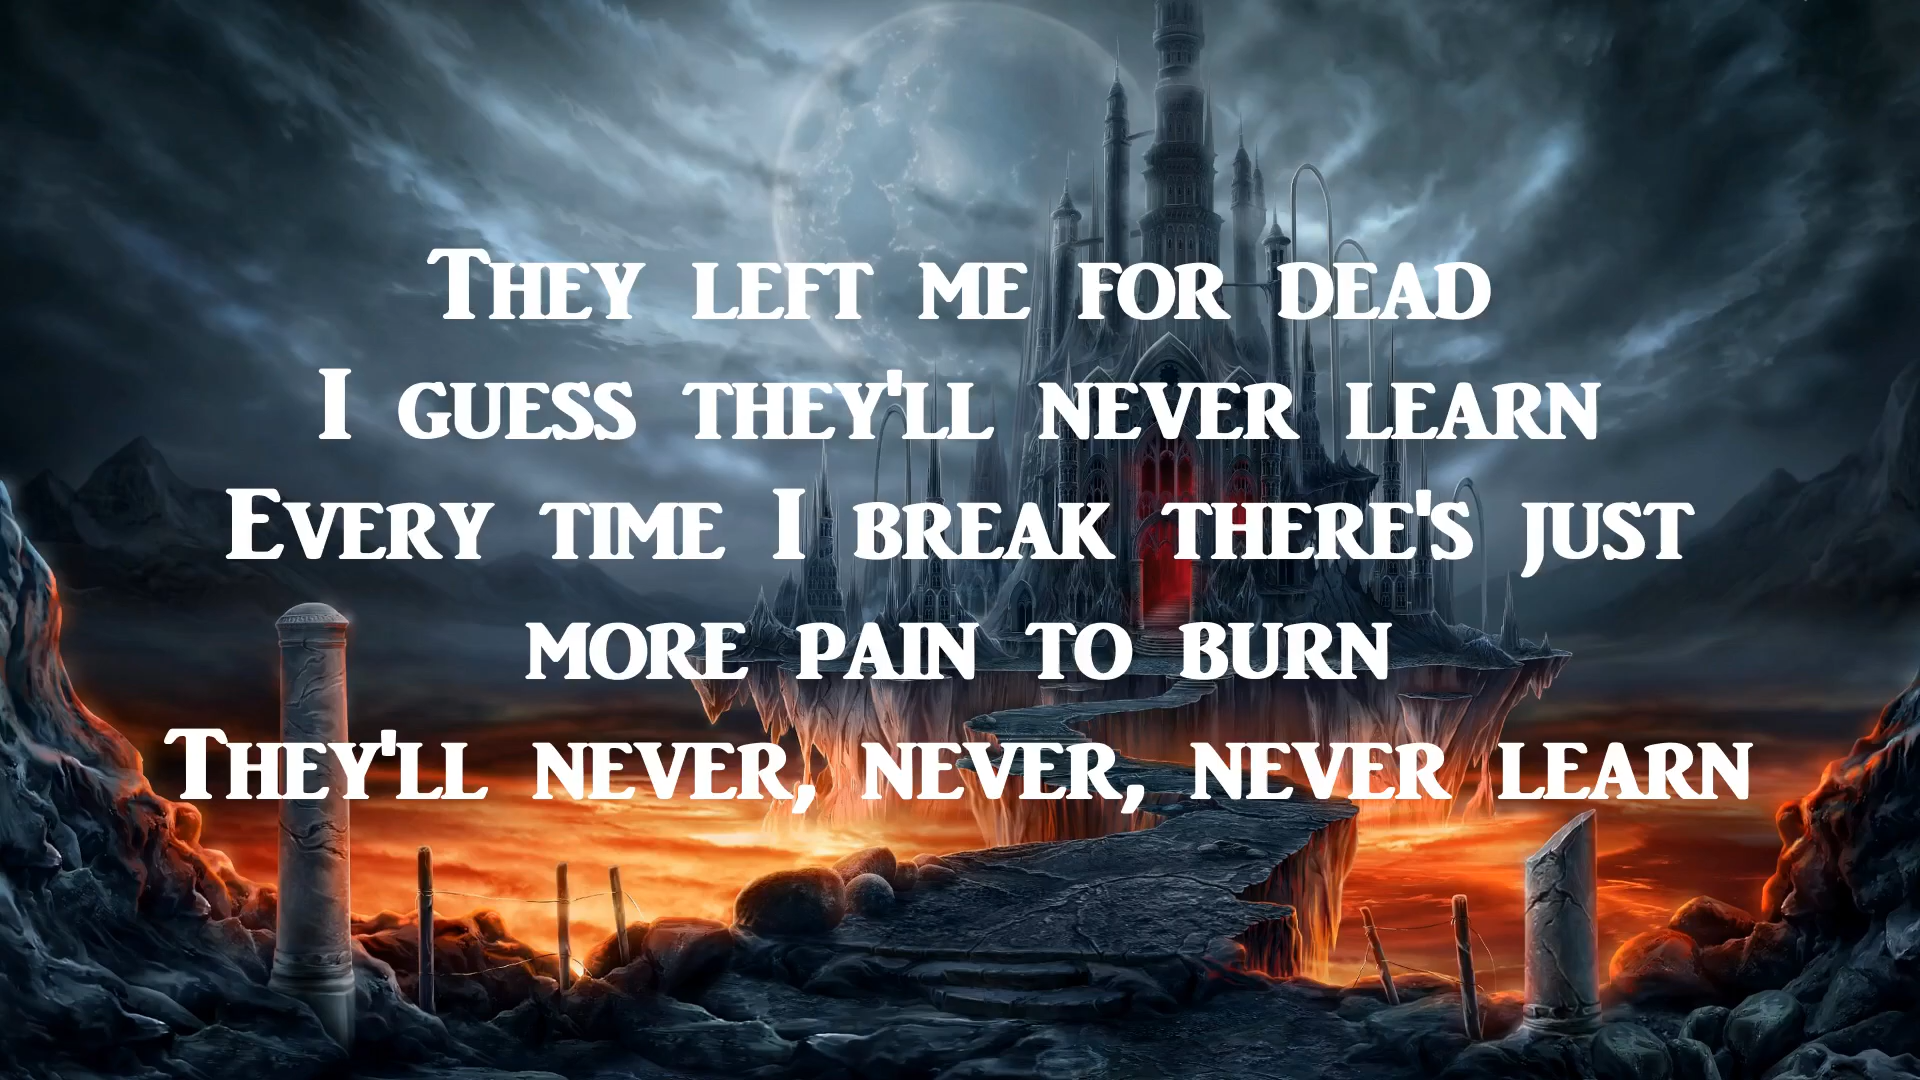 They left me for dead
I guess they'll never learn
Every time I break there's just
more pain to burn
They'll never, never, never learn